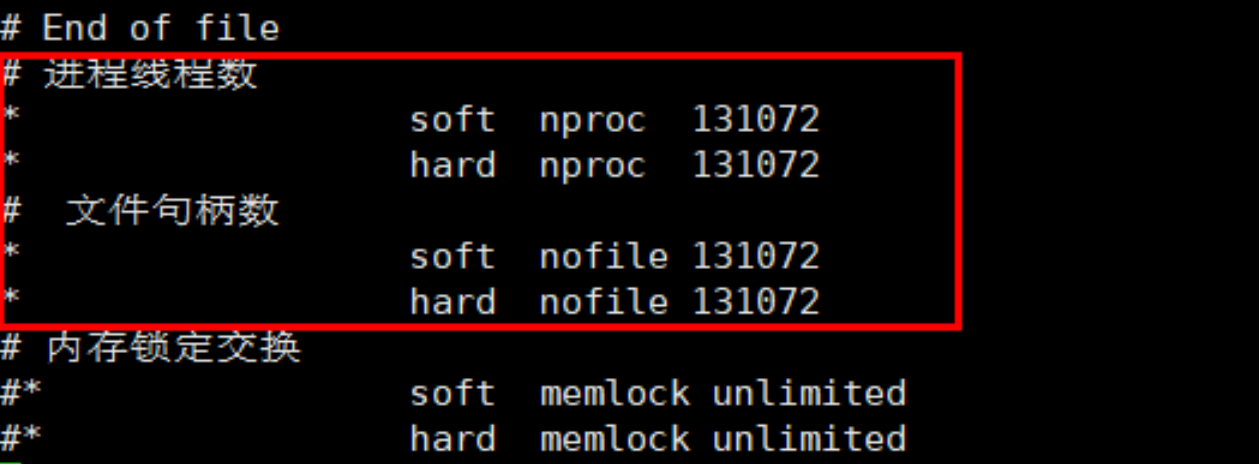 # End of file
# 进程线程数
*                   soft  nproc  131072
*                   hard  nproc  131072
#  文件句柄数
*                   soft  nofile 131072
*                   hard  nofile 131072
# 内存锁定交换
#*                  soft  memlock unlimited
#*                  hard  memlock unlimited